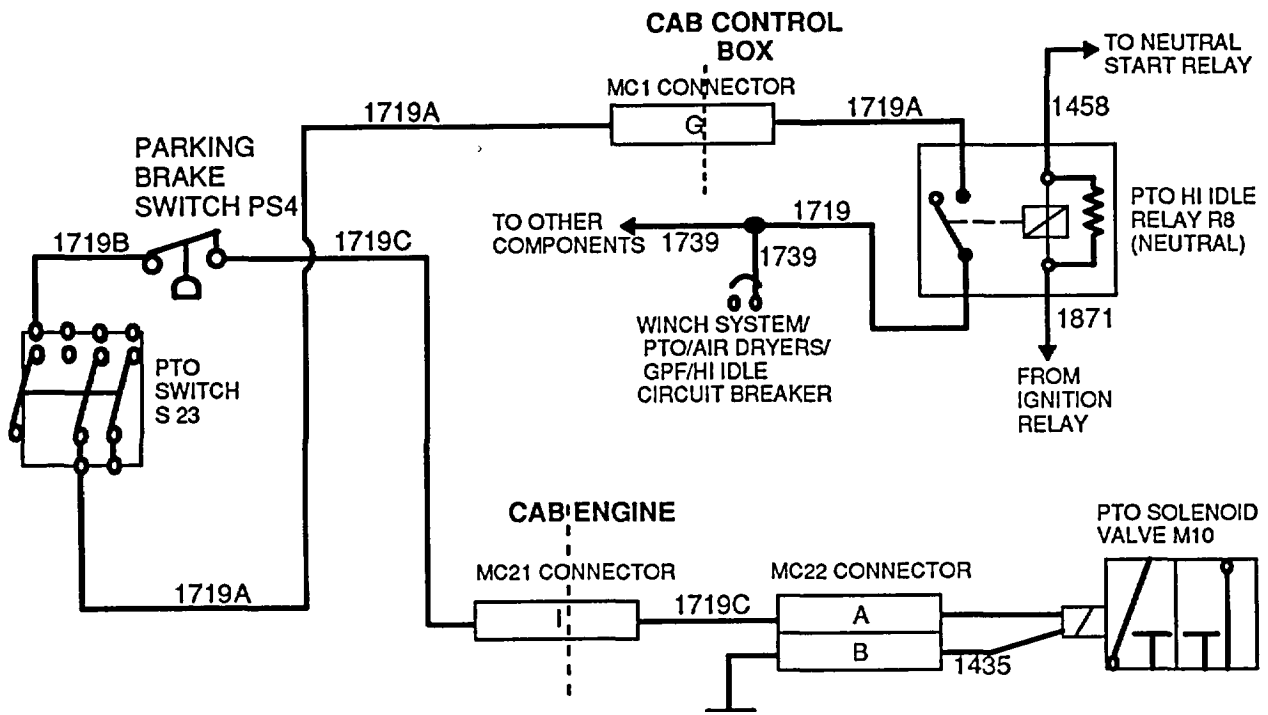 CAB CONTROL
BOX
MC1 CONNECTOR
TO NEUTRAL
START RELAY
1719A
G
1719A
1458
PARKING
BRAKE
SWITCH PS4
PTO HI IDLE
RELAY R8
(NEUTRAL)
TO OTHER
COMPONENTS
1739
1719
1739
1719B
1719C
WINCH SYSTEM/
PTO/AIR DRYERS/
GPF/HI IDLE
CIRCUIT BREAKER
1871
FROM
IGNITION
RELAY
PTO
SWITCH
S 23
CAB ENGINE
PTO SOLENOID
VALVE M10
MC21 CONNECTOR
MC22 CONNECTOR
1719A
I
1719C
A
B
1435